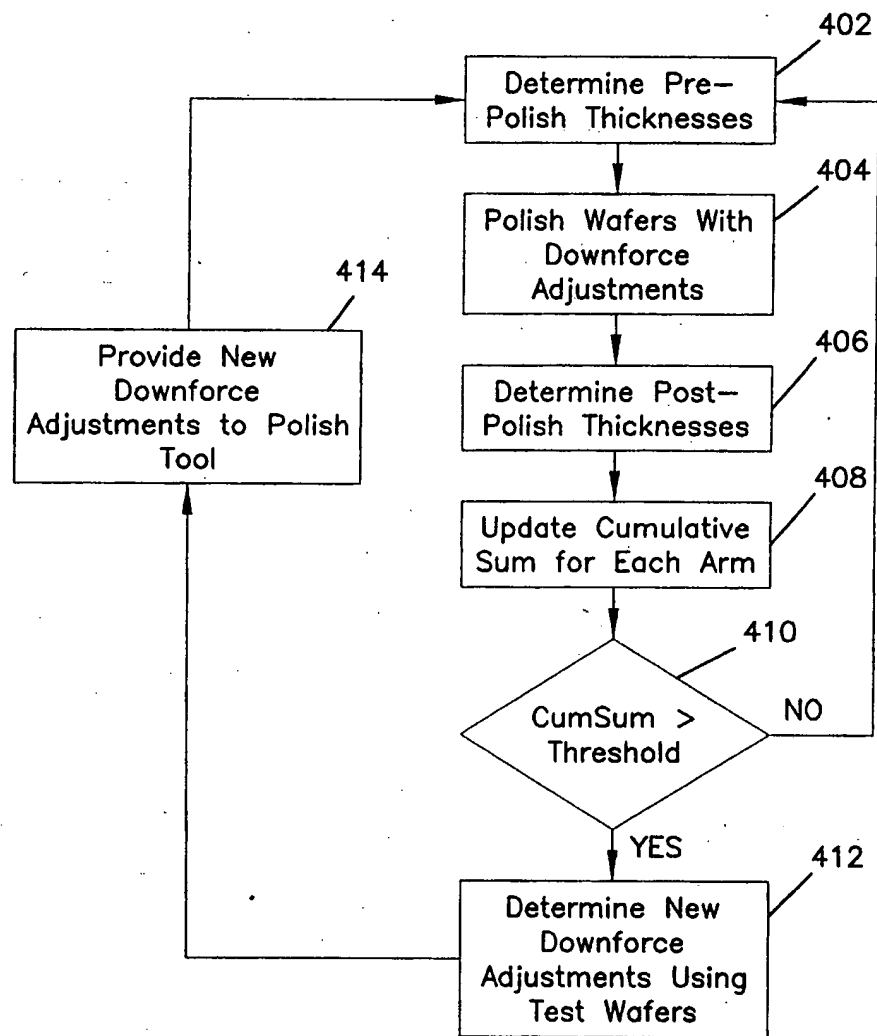 402
Determine Pre-
Polish Thicknesses
404
Polish Wafers With
Downforce
Adjustments
414
Provide New
Downforce
Adjustments to Polish
Tool
406
Determine Post-
Polish Thicknesses
408
Update Cumulative
Sum for Each Arm
410
CumSum >
Threshold
NO
YES
412
Determine New
Downforce
Adjustments Using
Test Wafers